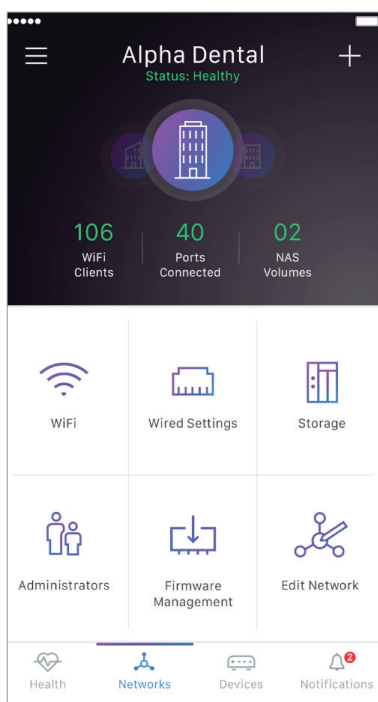 Alpha Dental
Status: Healthy
106 40 02
WiFi Clients
Ports Connected
NAS Volumes
WiFi
Wired Settings
Storage
Administrators
Firmware Management
Edit Network
Health
Networks
Devices
2
Notifications